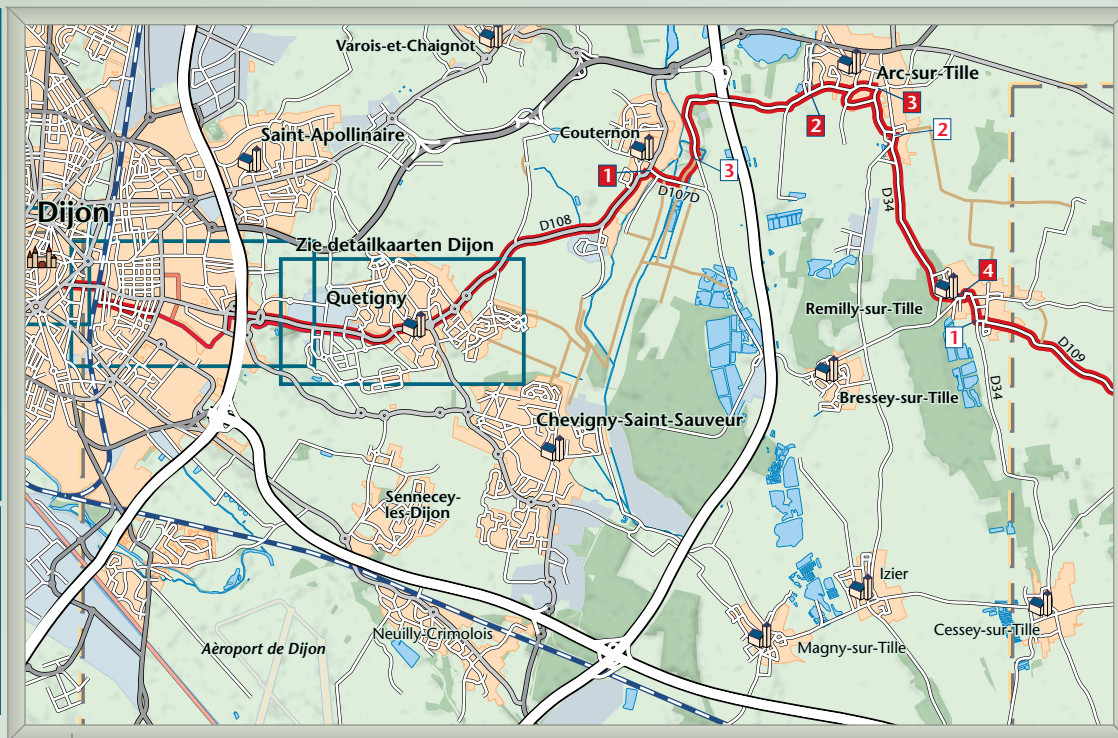 Varois-et-Chaignot
Arc-sur-Tille
3
2
2
Saint-Apollinaire
Couternon
1
3
D107D
D34
Dijon
D108
Zie detailkaarten Dijon
4
Quetigny
Remilly-sur-Tille
1
D109
D34
Bressey-sur-Tille
Chevigny-Saint-Sauveur
Sennecey-
les-Dijon
Izier
Neuilly-Crimolois
Cessey-sur-Tille
Aèroport de Dijon
Magny-sur-Tille